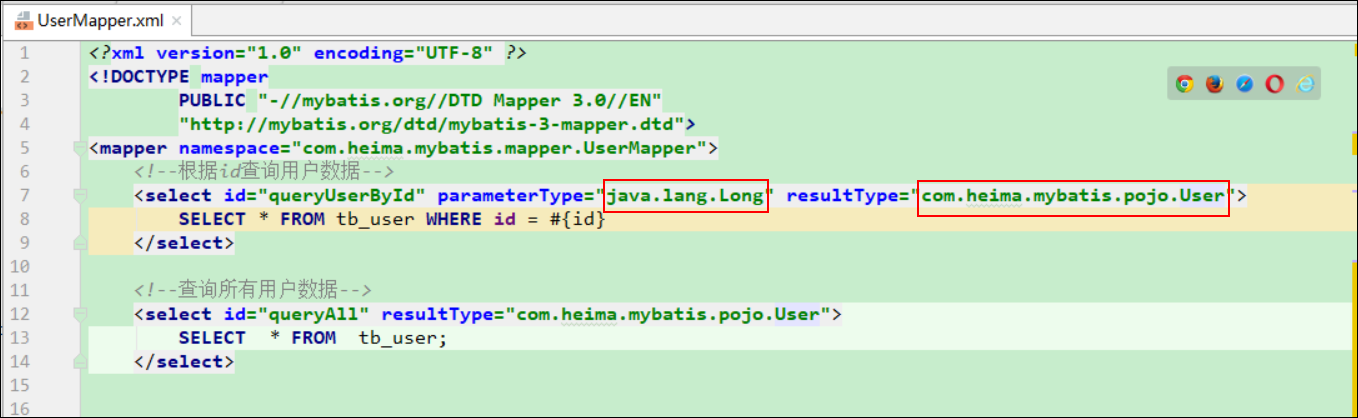 UserMapper.xml
1 <?xml version="1.0" encoding="UTF-8" ?>
2 <!DOCTYPE mapper
3 PUBLIC "-//mybatis.org//DTD Mapper 3.0//EN"
4 "http://mybatis.org/dtd/mybatis-3-mapper.dtd">
5 <mapper namespace="com.heima.mybatis.mapper.UserMapper">
6 <!--根据id查询用户数据-->
7 <select id="queryUserById" parameterType="java.lang.Long" resultType="com.heima.mybatis.pojo.User">
8 SELECT * FROM tb_user WHERE id = #{id}
9 </select>
10
11 <!--查询所有用户数据-->
12 <select id="queryAll" resultType="com.heima.mybatis.pojo.User">
13 SELECT  * FROM  tb_user;
14 </select>
15
16